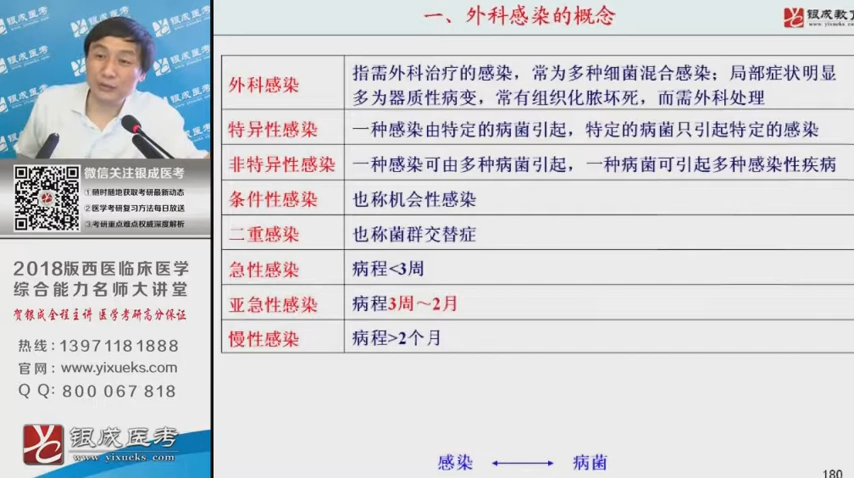 银成医考
微信关注银成医考
①随时随地获取考研最新动态
②医学考研复习方法每日放送
③考研重点难点权威深度解析
2018版西医临床医学
综合能力名师大讲堂
贺银成全程主讲 医学考研高分保证
热线：13971181888
官网：www.yixueks.com
QQ：800 067 818
银成医考
www.yixueks.com
一、外科感染的概念
银成教育
www.yixueks.com
外科感染
指需外科治疗的感染，常为多种细菌混合感染；局部症状明显
多为器质性病变，常有组织化脓坏死，而需外科处理
特异性感染
一种感染由特定的病菌引起，特定的病菌只引起特定的感染
非特异性感染
一种感染可由多种病菌引起，一种病菌可引起多种感染性疾病
条件性感染
也称机会性感染
二重感染
也称菌群交替症
急性感染
病程<3周
亚急性感染
病程3周～2月
慢性感染
病程>2个月
感染
病菌
180